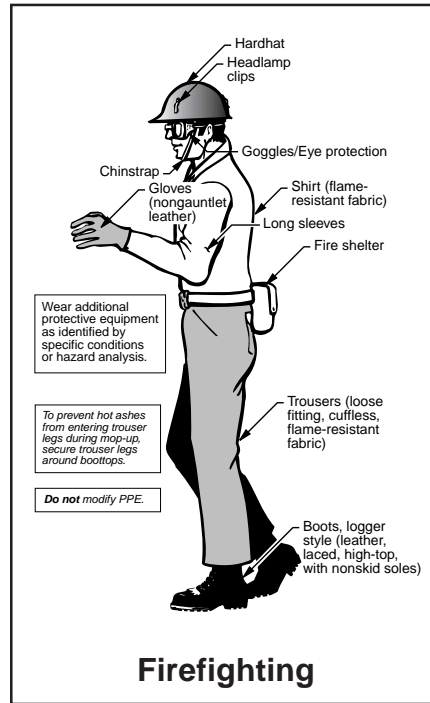 Hardhat
Headlamp
clips
Goggles/Eye protection
Chinstrap
Gloves
(nongauntlet
leather)
Shirt (flame-
resistant fabric)
Long sleeves
Fire shelter
Wear additional
protective equipment
as identified by
specific conditions
or hazard analysis.
To prevent hot ashes
from entering trouser
legs during mop-up,
secure trouser legs
around boottops.
Do not modify PPE.
Trousers (loose
fitting, cuffless,
flame-resistant
fabric)
Boots, logger
style (leather,
laced, high-top,
with nonskid soles)
Firefighting